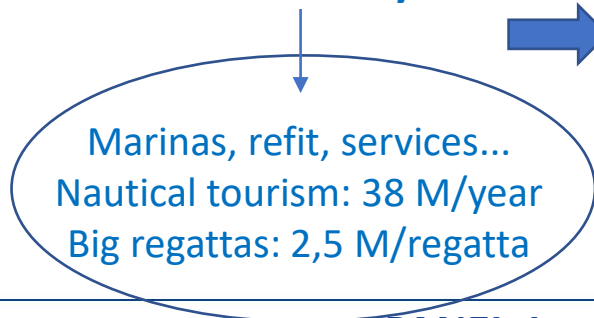 Marinas, refit, services...
Nautical tourism: 38 M/year
Big regattas: 2,5 M/regatta